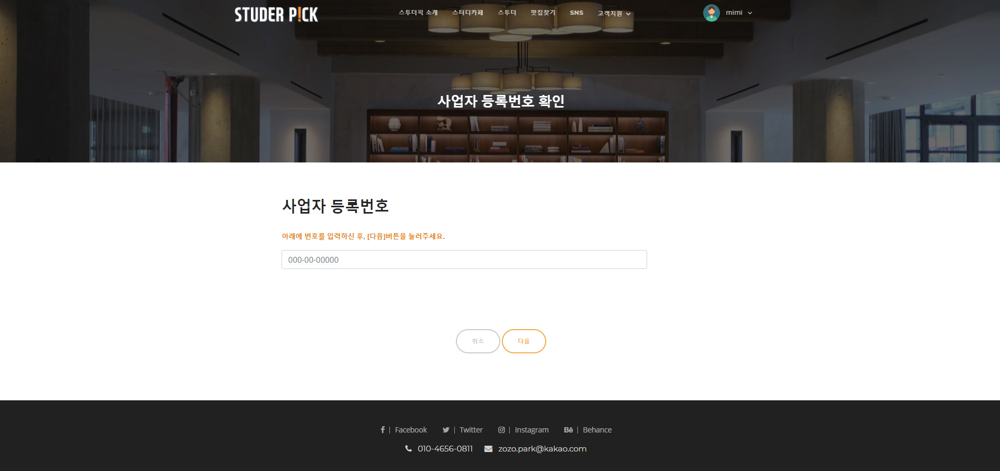 STUDER P!CK
스투더픽 소개 스터디카페 스투더 맛집찾기 SNS 고객지원 mimi
사업자 등록번호 확인
사업자 등록번호
아래에 번호를 입력하신 후, [다음]버튼을 눌러주세요.
000-00-00000
취소 다음
| Facebook | Twitter | Instagram Bē | Behance
010-4656-0811 zozo.park@kakao.com